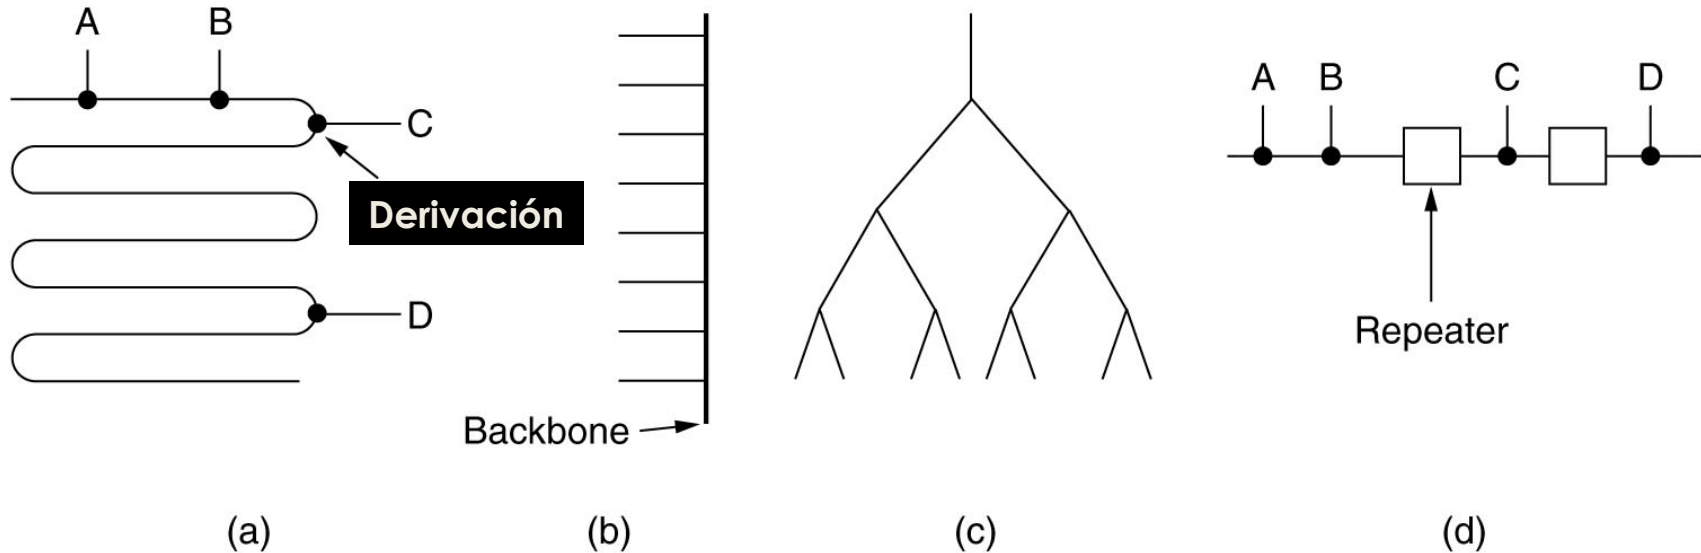 A
B
C
Derivación
D
(a)
Backbone
(b)
(c)
A
B
C
D
Repeater
(d)